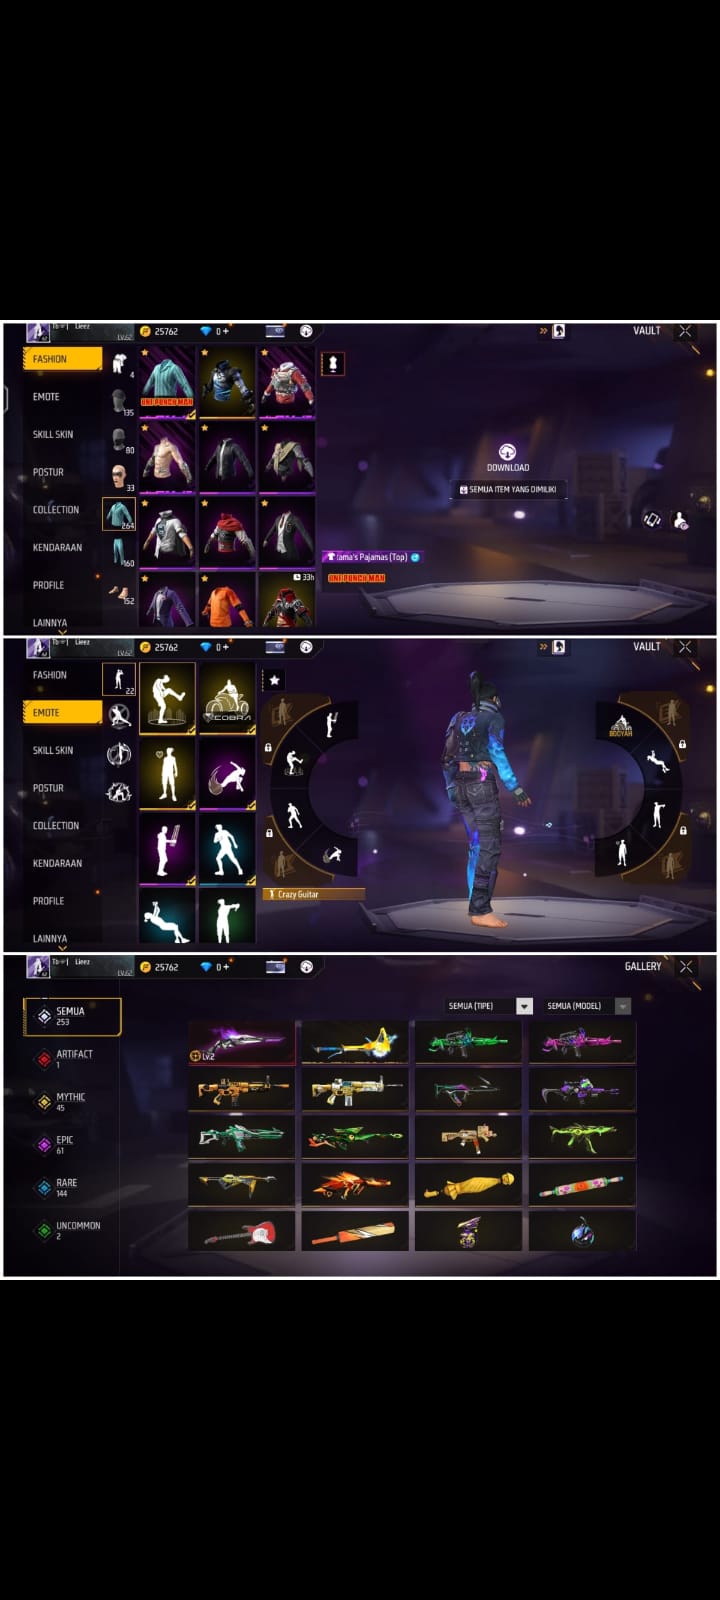 Lieez
LV.62
25762
0 +
VAULT
FASHION
4
EMOTE
135
SKILL SKIN
80
POSTUR
33
COLLECTION
264
KENDARAAN
160
PROFILE
152
LAINNYA
ONE PUNCH MAN
33h
DOWNLOAD
SEMUA ITEM YANG DIMILIKI
tama's Pajamas (Top)
ONE PUNCH MAN
Lieez
LV.62
25762
0 +
VAULT
FASHION
22
EMOTE
SKILL SKIN
POSTUR
COLLECTION
KENDARAAN
PROFILE
LAINNYA
COBRA
BOOYAH
Crazy Guitar
Lieez
LV.62
25762
0 +
GALLERY
SEMUA
253
ARTIFACT
1
MYTHIC
45
EPIC
61
RARE
144
UNCOMMON
2
SEMUA (TIPE)
SEMUA (MODEL)
Lv.2